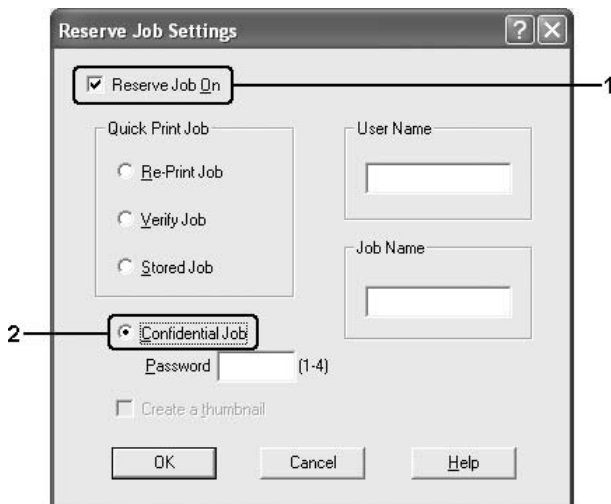 Reserve Job Settings
Reserve Job On
1
Quick Print Job
Re-Print Job
Verify Job
Stored Job
User Name
Job Name
2
Confidential Job
Password (1-4)
Create a thumbnail
OK Cancel Help